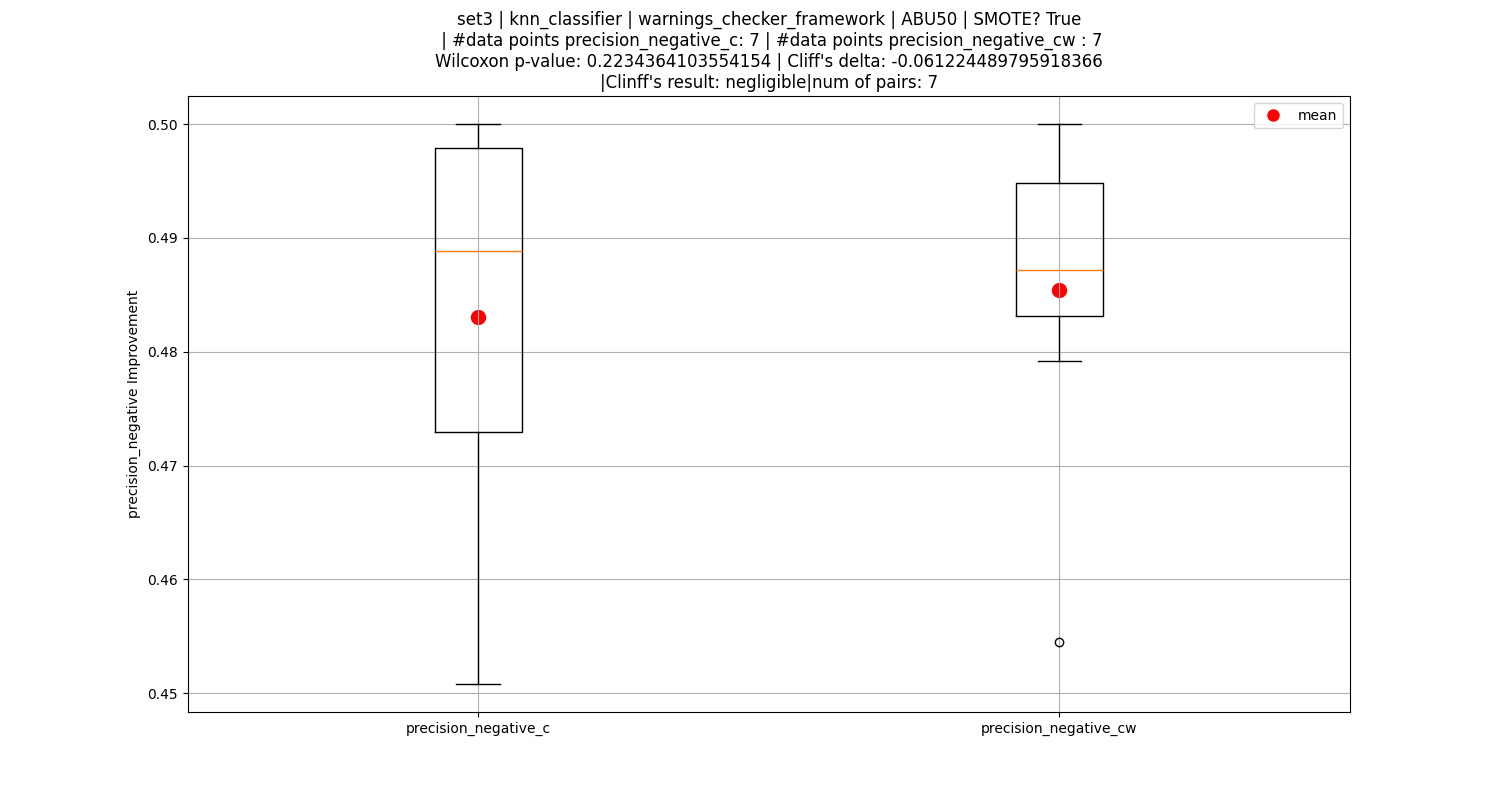 set3 | knn_classifier | warnings_checker_framework | ABU50 | SMOTE? True
| #data points precision_negative_c: 7 | #data points precision_negative_cw : 7
Wilcoxon p-value: 0.2234364103554154 | Cliff's delta: -0.061224489795918366
|Clinff's result: negligible|num of pairs: 7
mean
0.50
0.49
0.48
0.47
0.46
0.45
precision_negative Improvement
precision_negative_c
precision_negative_cw